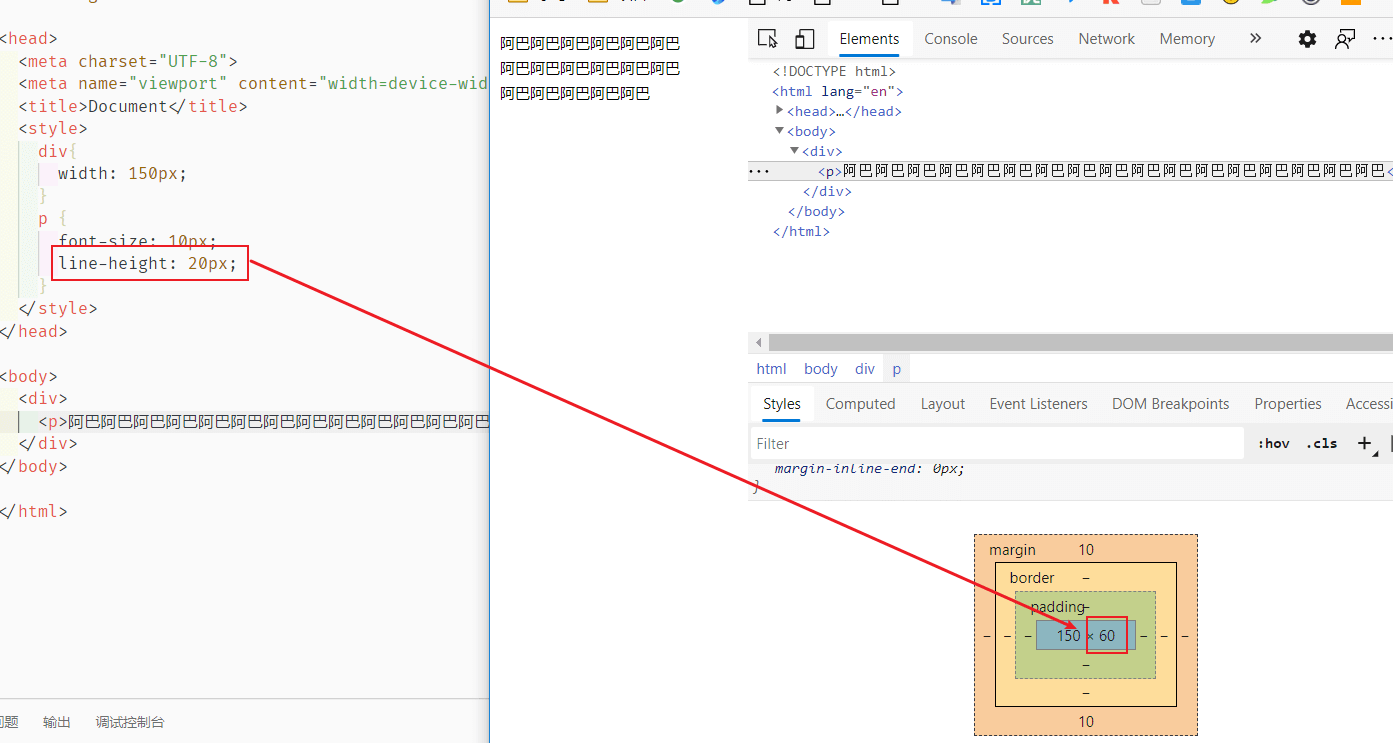 <head>
<meta charset="UTF-8">
<meta name="viewport" content="width=device-wid
<title>Document</title>
<style>
div{
width: 150px;
}
p {
font-size: 10px;
line-height: 20px;
}
</style>
</head>
<body>
<div>
<p>阿巴阿巴阿巴阿巴阿巴阿巴阿巴阿巴阿巴阿巴阿巴阿巴阿巴
</div>
</body>
</html>
问题 输出 调试控制台
阿巴阿巴阿巴阿巴阿巴阿巴
阿巴阿巴阿巴阿巴阿巴阿巴
阿巴阿巴阿巴阿巴阿巴
Elements Console Sources Network Memory
<!DOCTYPE html>
<html lang="en">
<head>…</head>
<body>
<div>
<p>阿巴阿巴阿巴阿巴阿巴阿巴阿巴阿巴阿巴阿巴阿巴阿巴阿巴阿巴阿巴阿巴阿巴<
</div>
</body>
</html>
html body div p
Styles Computed Layout Event Listeners DOM Breakpoints Properties Accessi
Filter :hov .cls +
margin-inline-end: 0px;
}
margin 10
border –
padding –
– – – 150 × 60 – – –
–
–
10